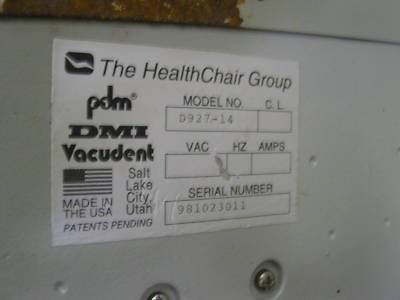 The HealthChair Group
pdm®
MODEL NO. C.L.
D927-14
DMI
Vacudent
VAC HZ AMPS
Salt
Lake
City,
Utah
MADE IN
THE USA
SERIAL NUMBER
981023011
PATENTS PENDING